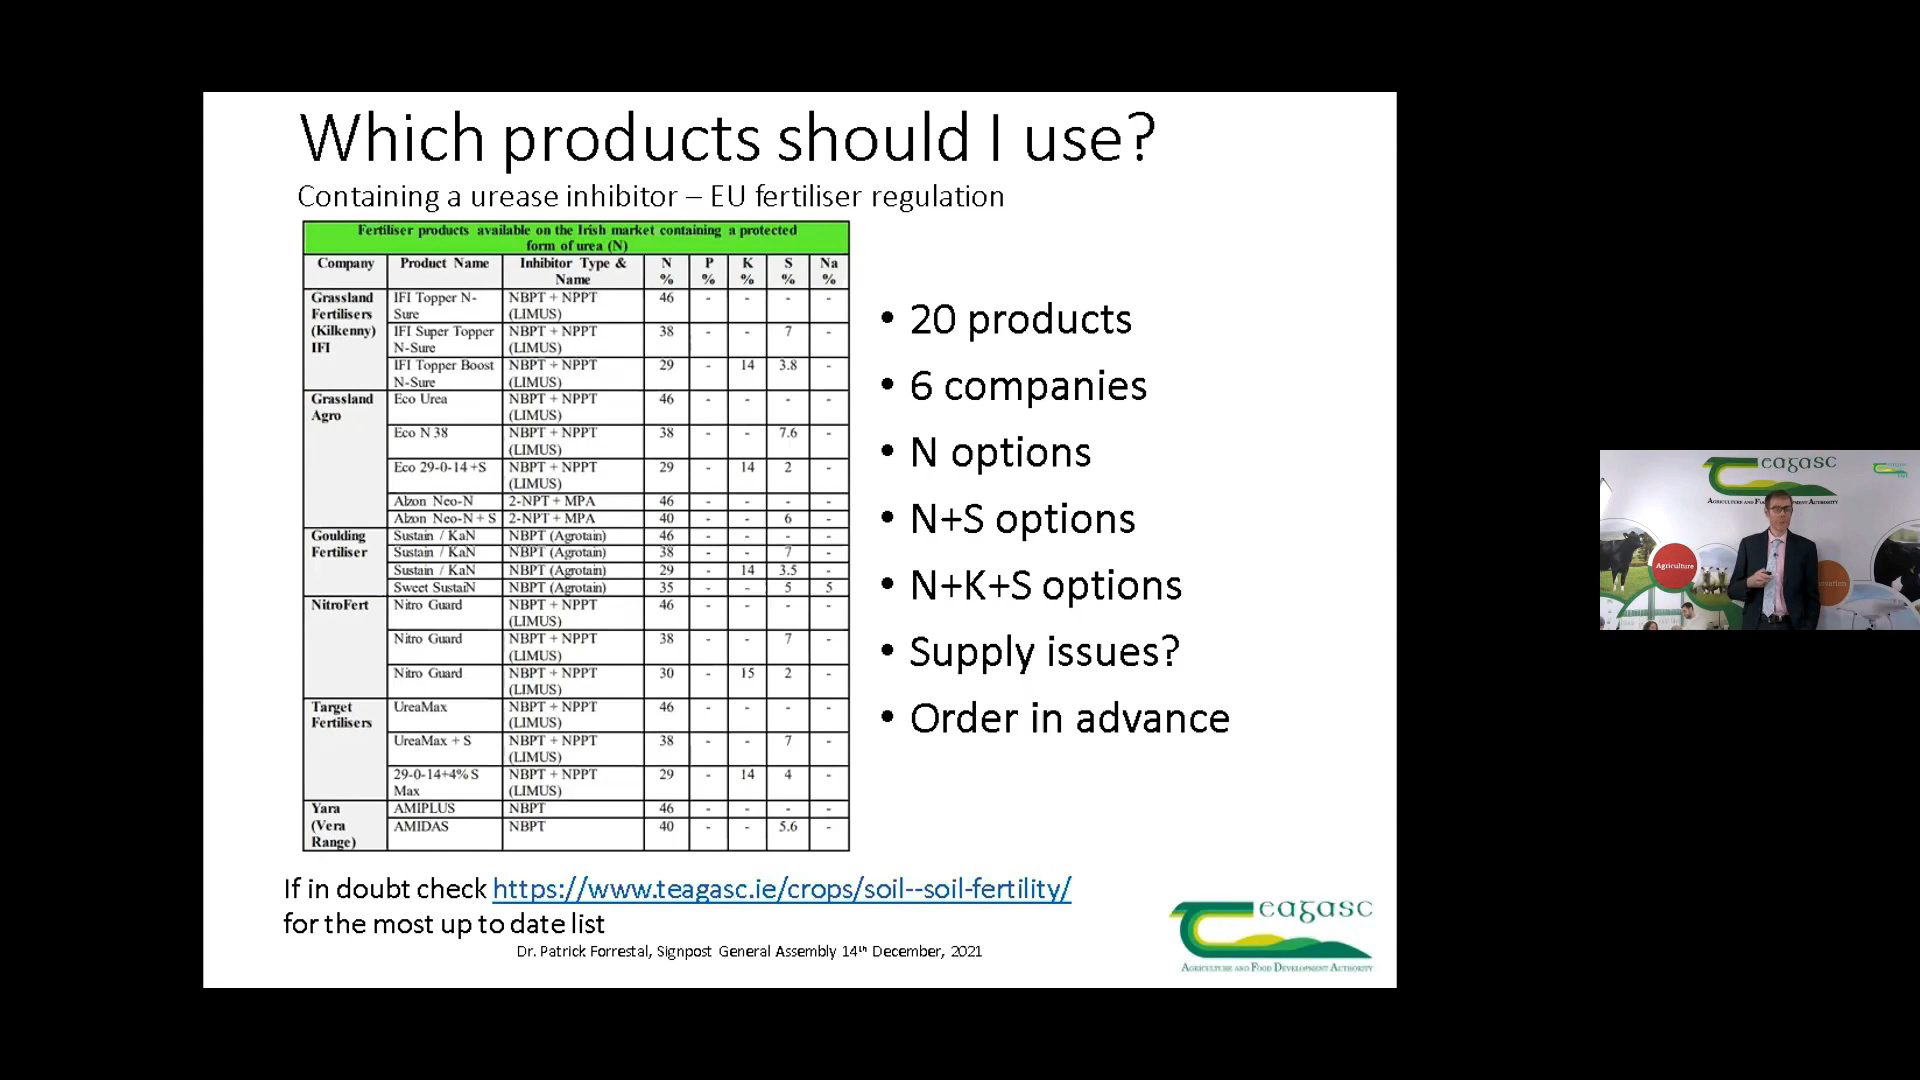 Which products should I use?
Containing a urease inhibitor – EU fertiliser regulation
Fertiliser products available on the Irish market containing a protected
form of urea (N)
Company Product Name Inhibitor Type & Name N % P % K % S % Na %
Grassland Fertilisers (Kilkenny) IFI
IFI Topper N-Sure NBPT + NPPT (LIMUS) 46 - - - -
IFI Super Topper N-Sure NBPT + NPPT (LIMUS) 38 - - 7 -
IFI Topper Boost N-Sure NBPT + NPPT (LIMUS) 29 - 14 3.8 -
Grassland Agro
Eco Urea NBPT + NPPT (LIMUS) 46 - - - -
Eco N 38 NBPT + NPPT (LIMUS) 38 - - 7.6 -
Eco 29-0-14 +S NBPT + NPPT (LIMUS) 29 - 14 2 -
Alzon Neo-N 2-NPT + MPA 46 - - - -
Alzon Neo-N + S 2-NPT + MPA 40 - - 6 -
Goulding Fertiliser
Sustain / KaN NBPT (Agrotain) 46 - - - -
Sustain / KaN NBPT (Agrotain) 38 - - 7 -
Sustain / KaN NBPT (Agrotain) 29 - 14 3.5 -
Sweet SustaiN NBPT (Agrotain) 35 - - 5 5
NitroFert
Nitro Guard NBPT + NPPT (LIMUS) 46 - - - -
Nitro Guard NBPT + NPPT (LIMUS) 38 - - 7 -
Nitro Guard NBPT + NPPT (LIMUS) 30 - 15 2 -
Target Fertilisers
UreaMax NBPT + NPPT (LIMUS) 46 - - - -
UreaMax + S NBPT + NPPT (LIMUS) 38 - - 7 -
29-0-14+4% S Max NBPT + NPPT (LIMUS) 29 - 14 4 -
Yara (Vera Range)
AMIPLUS NBPT 46 - - - -
AMIDAS NBPT 40 - - 5.6 -
• 20 products
• 6 companies
• N options
• N+S options
• N+K+S options
• Supply issues?
• Order in advance
If in doubt check https://www.teagasc.ie/crops/soil--soil-fertility/
for the most up to date list
Dr. Patrick Forrestal, Signpost General Assembly 14th December, 2021
Teagasc
Agriculture and Food Development Authority
Teagasc
Agriculture and Food Development Authority
Agriculture